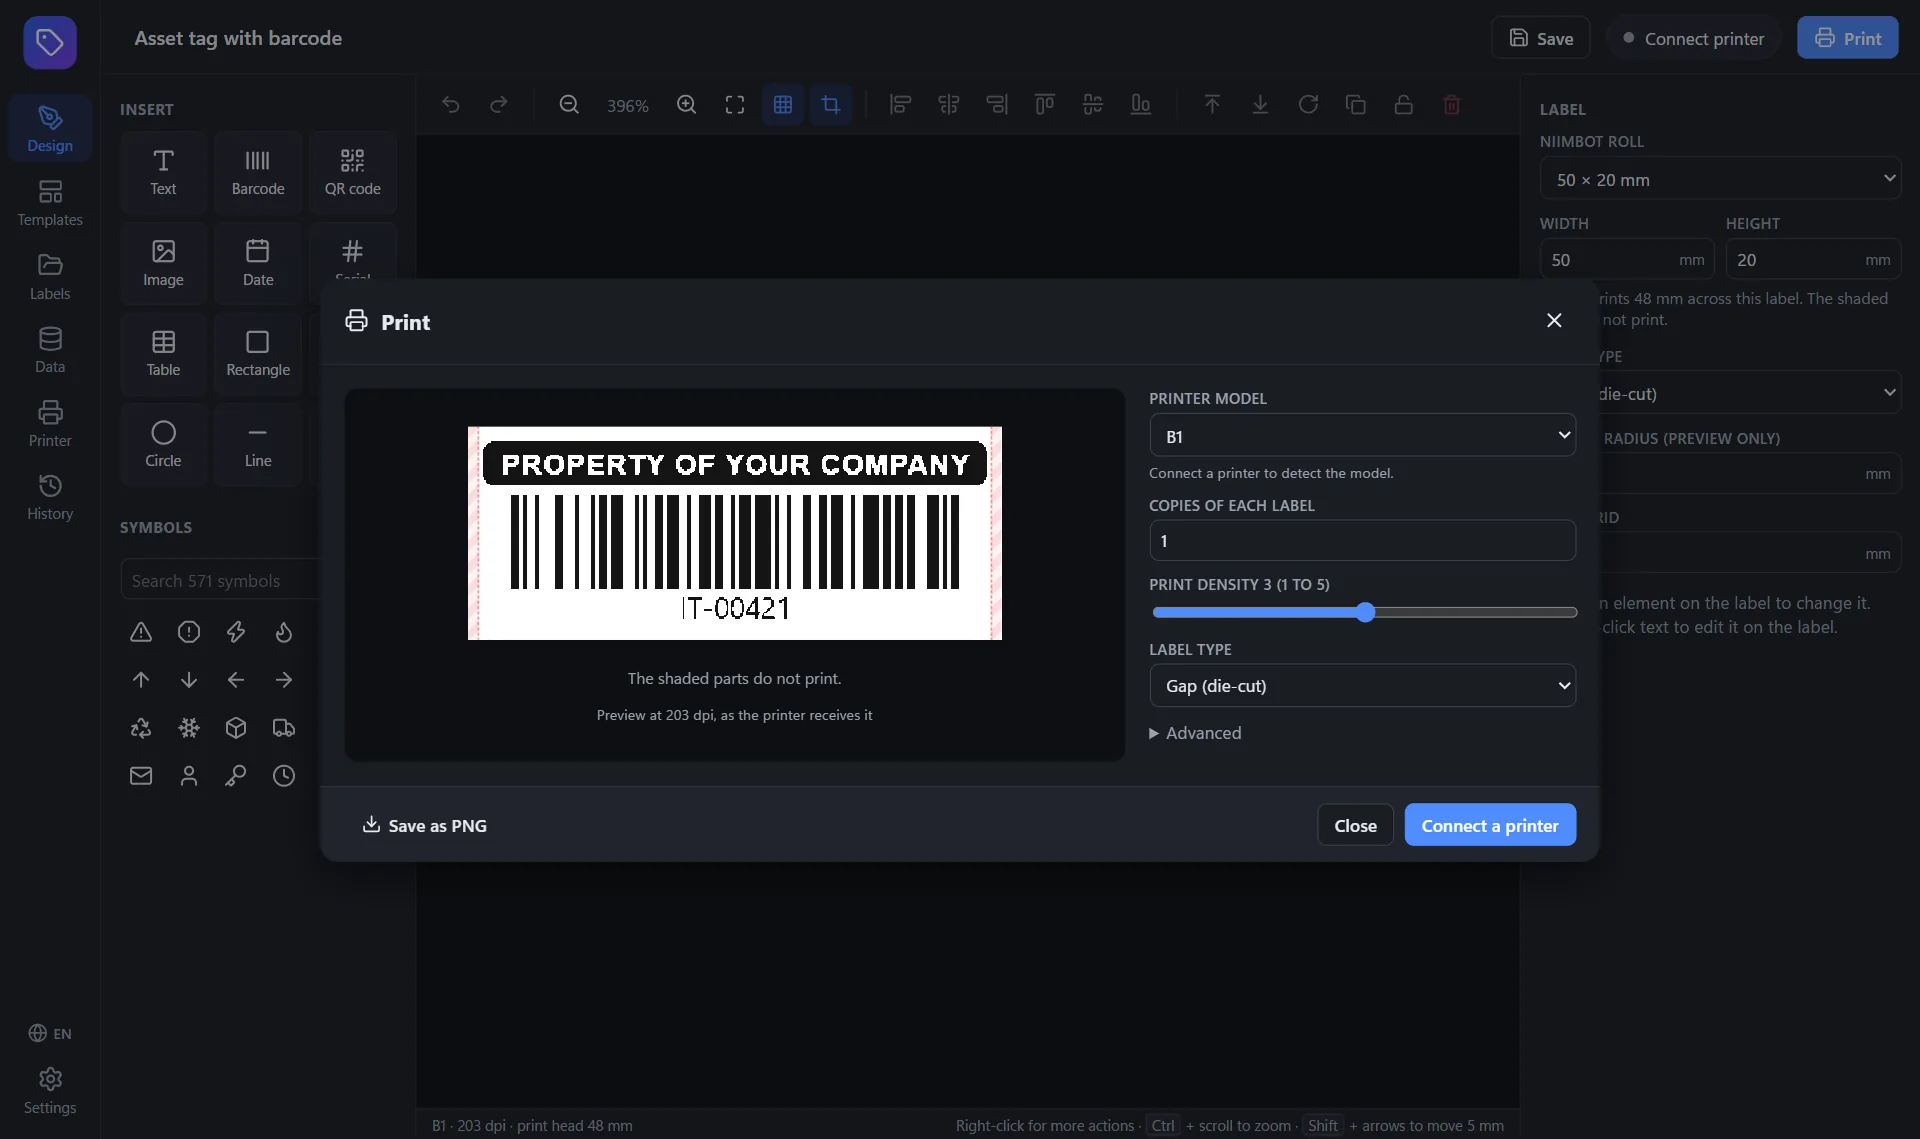 Asset tag with barcode
Save
Connect printer
Print
Design
Templates
Labels
Data
Printer
History
EN
Settings
INSERT
Text
Barcode
QR code
Image
Date
Serial
Table
Rectangle
Circle
Line
SYMBOLS
Search 571 symbols
396%
Print
PROPERTY OF YOUR COMPANY
IT-00421
The shaded parts do not print.
Preview at 203 dpi, as the printer receives it
PRINTER MODEL
B1
Connect a printer to detect the model.
COPIES OF EACH LABEL
1
PRINT DENSITY 3 (1 TO 5)
LABEL TYPE
Gap (die-cut)
Advanced
Save as PNG
Close
Connect a printer
LABEL
NIIMBOT ROLL
50 × 20 mm
WIDTH
HEIGHT
50 mm
20 mm
48 mm across this label. The shaded
not print.
die-cut)
RADIUS (PREVIEW ONLY)
mm
mm
element on the label to change it.
click text to edit it on the label.
B1 · 203 dpi · print head 48 mm
Right-click for more actions · Ctrl + scroll to zoom · Shift + arrows to move 5 mm